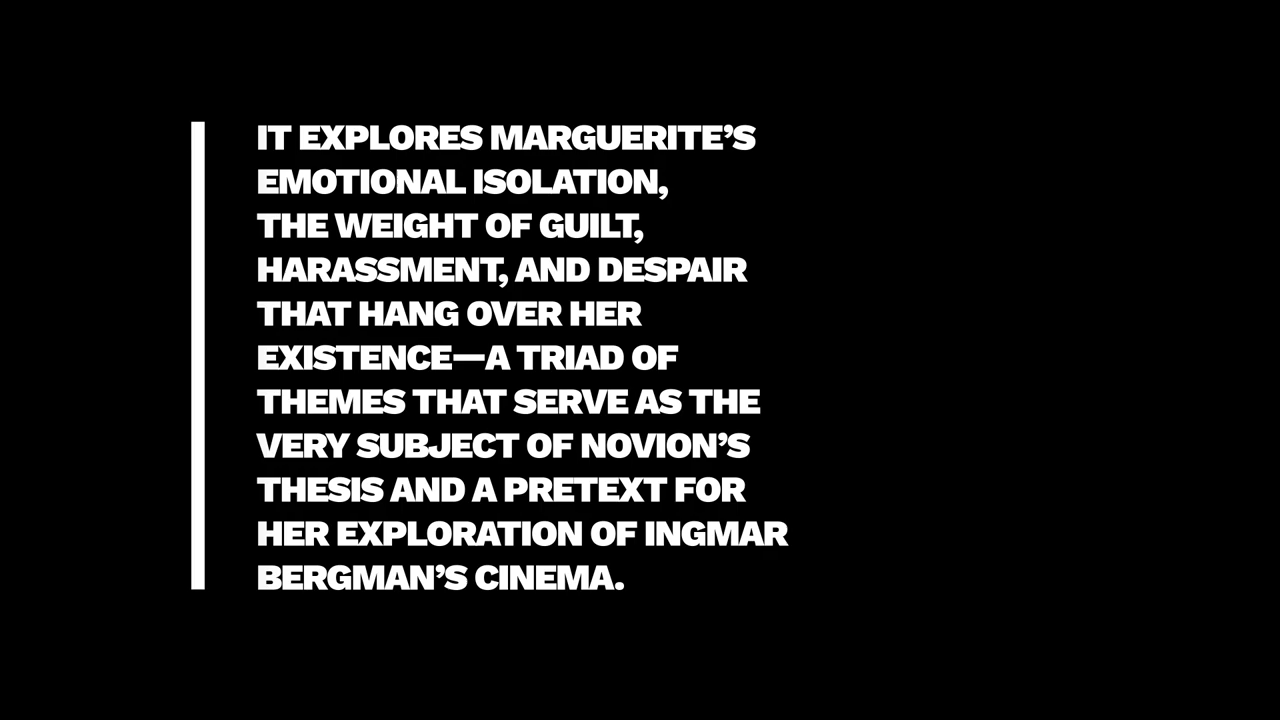 IT EXPLORES MARGUERITE’S
EMOTIONAL ISOLATION,
THE WEIGHT OF GUILT,
HARASSMENT, AND DESPAIR
THAT HANG OVER HER
EXISTENCE—A TRIAD OF
THEMES THAT SERVE AS THE
VERY SUBJECT OF NOVION’S
THESIS AND A PRETEXT FOR
HER EXPLORATION OF INGMAR
BERGMAN’S CINEMA.